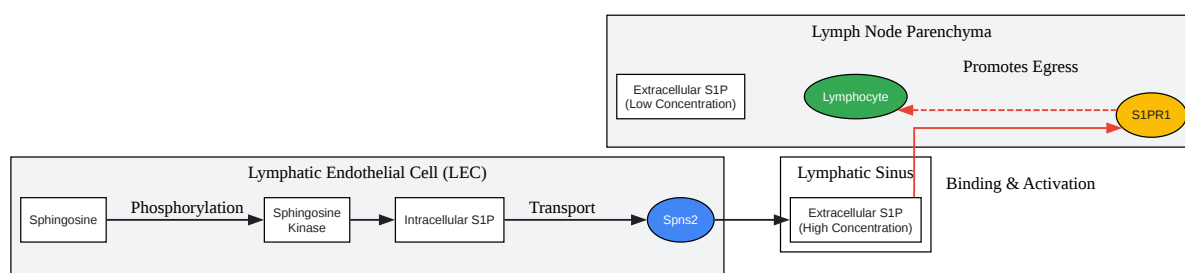 Lymph Node Parenchyma
Promotes Egress
Extracellular S1P
(Low Concentration)
Lymphocyte
S1PR1
Lymphatic Endothelial Cell (LEC)
Lymphatic Sinus
Binding & Activation
Sphingosine
Phosphorylation
Sphingosine
Kinase
Intracellular S1P
Transport
Spns2
Extracellular S1P
(High Concentration)